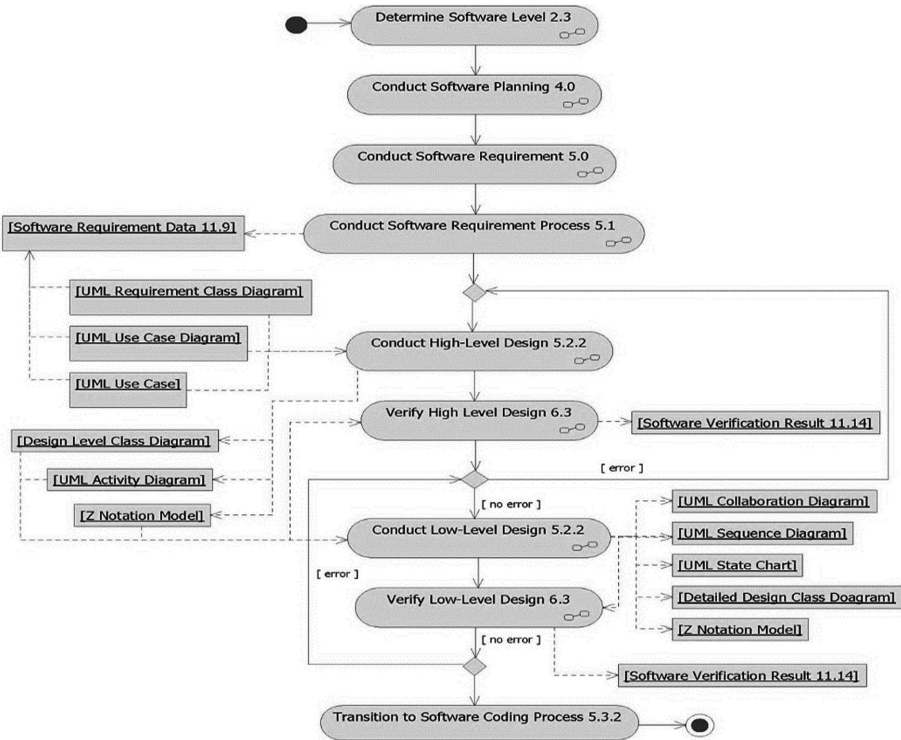 Determine Software Level 2.3
Conduct Software Planning 4.0
Conduct Software Requirement 5.0
Conduct Software Requirement Process 5.1
[Software Requirement Data 11.9]
[UML Requirement Class Diagram]
[UML Use Case Diagram]
[UML Use Case]
Conduct High-Level Design 5.2.2
Verify High Level Design 6.3
[Software Verification Result 11.14]
[Design Level Class Diagram]
[UML Activity Diagram]
[Z Notation Model]
[ error ]
[ no error ]
Conduct Low-Level Design 5.2.2
[UML Collaboration Diagram]
[UML Sequence Diagram]
[UML State Chart]
[Detailed Design Class Doagram]
[Z Notation Model]
[ error ]
Verify Low-Level Design 6.3
[ no error ]
[Software Verification Result 11.14]
Transition to Software Coding Process 5.3.2